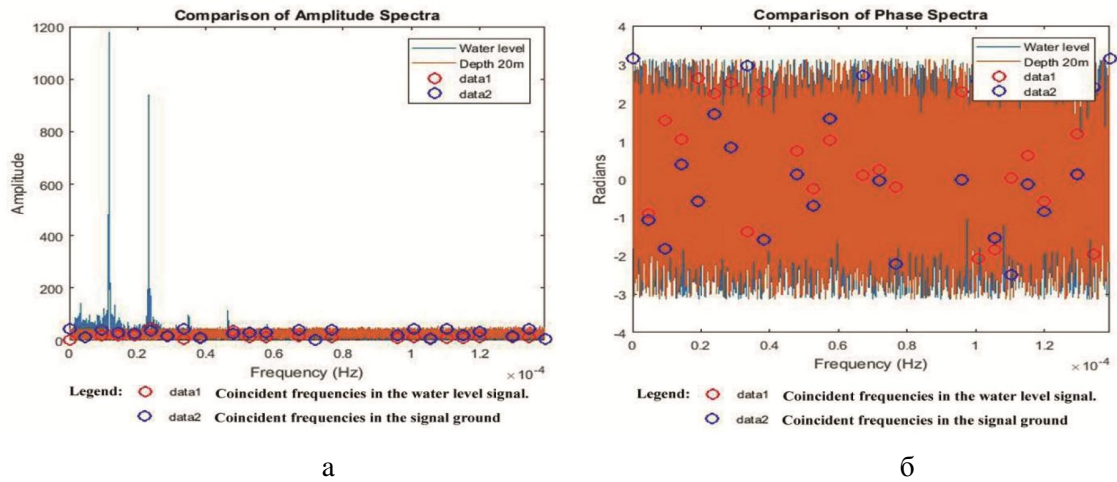 Comparison of Amplitude Spectra
1200
1000
800
600
400
200
0
Amplitude
Water level
Depth 20m
data1
data2
0 0.2 0.4 0.6 0.8 1 1.2
× 10⁻⁴
Frequency (Hz)
Legend: data1 Coincident frequencies in the water level signal.
data2 Coincident frequencies in the signal ground
а
Comparison of Phase Spectra
4
3
2
1
0
-1
-2
-3
-4
Radians
Water level
Depth 20m
data1
data2
0 0.2 0.4 0.6 0.8 1 1.2
× 10⁻⁴
Frequency (Hz)
Legend: data1 Coincident frequencies in the water level signal.
data2 Coincident frequencies in the signal ground
б